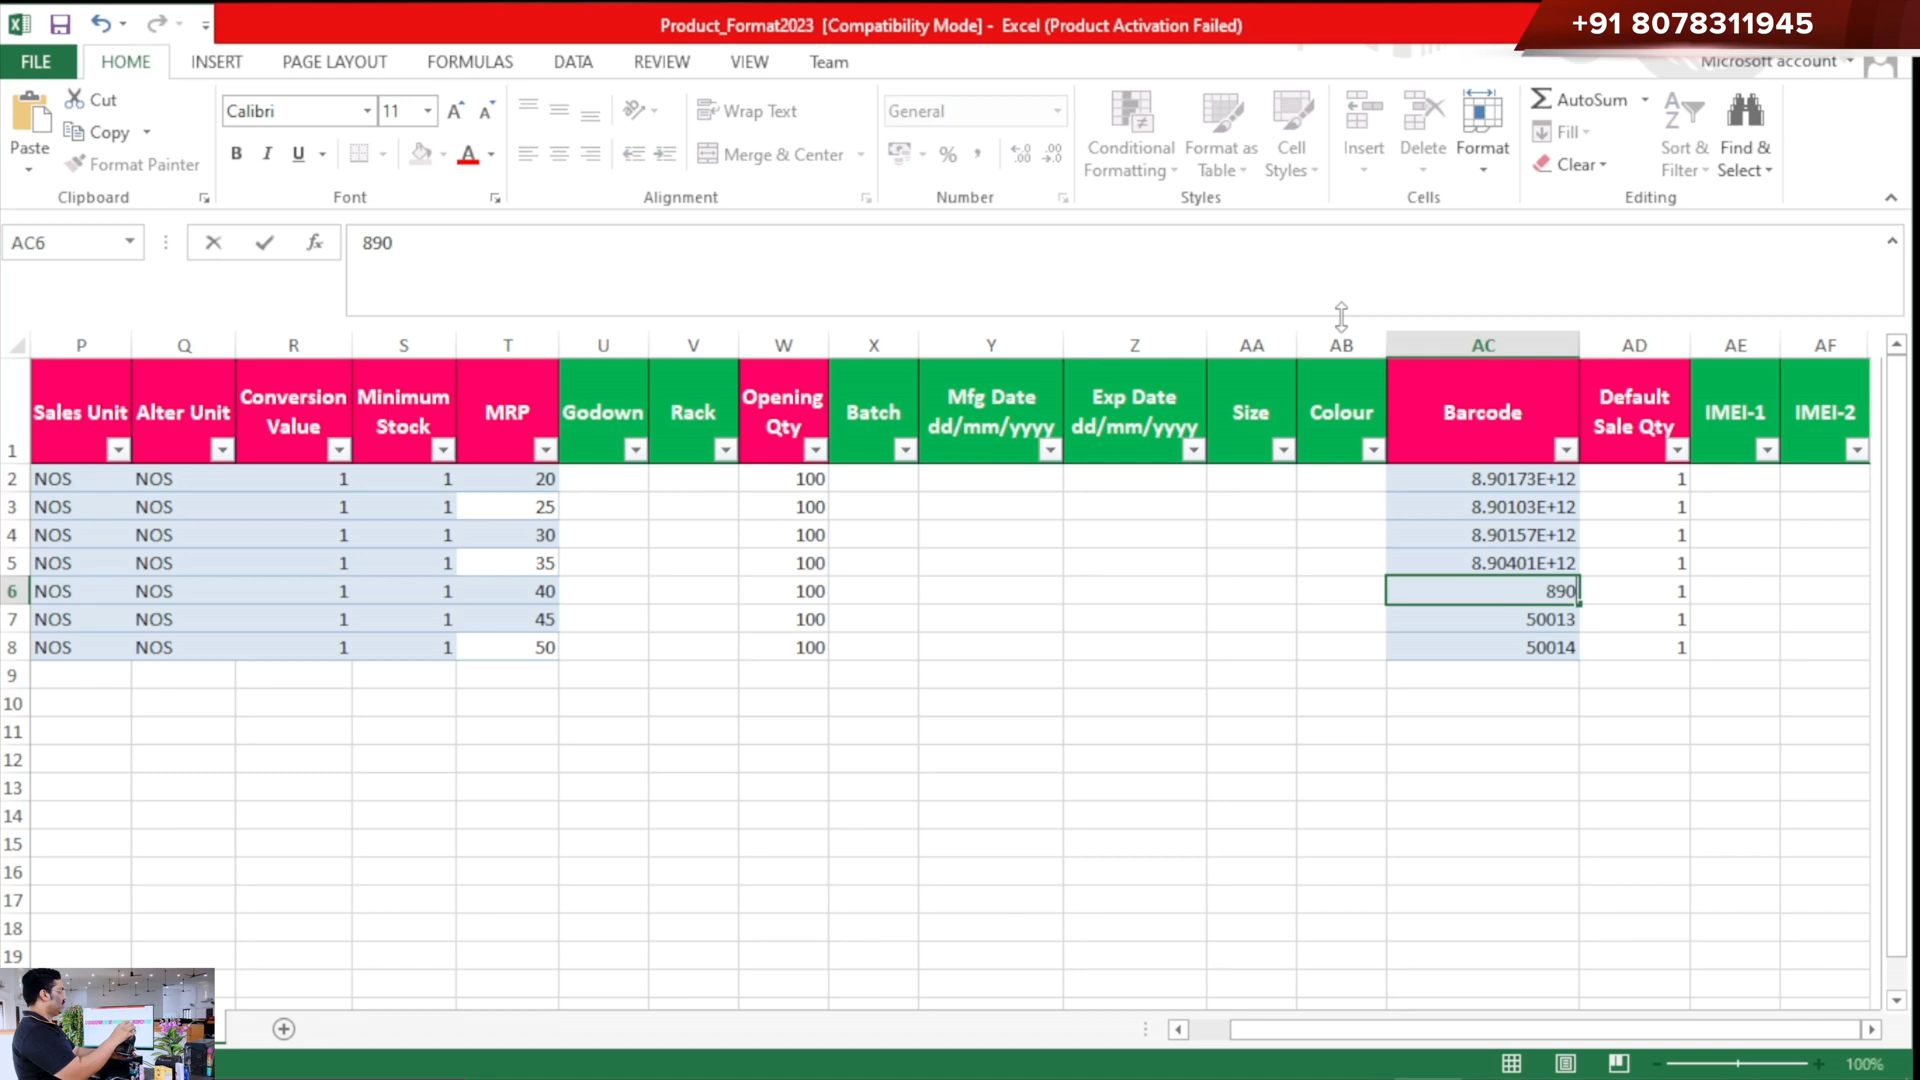 Product_Format2023 [Compatibility Mode] - Excel (Product Activation Failed)
+91 8078311945
FILE HOME INSERT PAGE LAYOUT FORMULAS DATA REVIEW VIEW Team
Microsoft account
Paste
Cut
Copy
Format Painter
Clipboard
Calibri 11
B I U A
Font
Wrap Text
Merge & Center
Alignment
General
%
Number
Conditional Formatting
Format as Table
Cell Styles
Styles
Insert Delete Format
Cells
AutoSum
Fill
Clear
Sort & Filter
Find & Select
Editing
AC6 fx 890
P Q R S T U V W X Y Z AA AB AC AD AE AF
1 Sales Unit Alter Unit Conversion Value Minimum Stock MRP Godown Rack Opening Qty Batch Mfg Date dd/mm/yyyy Exp Date dd/mm/yyyy Size Colour Barcode Default Sale Qty IMEI-1 IMEI-2
2 NOS NOS 1 1 20 100 8.90173E+12 1
3 NOS NOS 1 1 25 100 8.90103E+12 1
4 NOS NOS 1 1 30 100 8.90157E+12 1
5 NOS NOS 1 1 35 100 8.90401E+12 1
6 NOS NOS 1 1 40 100 890 1
7 NOS NOS 1 1 45 100 50013 1
8 NOS NOS 1 1 50 100 50014 1
9
10
11
12
13
14
15
16
17
18
19
100%